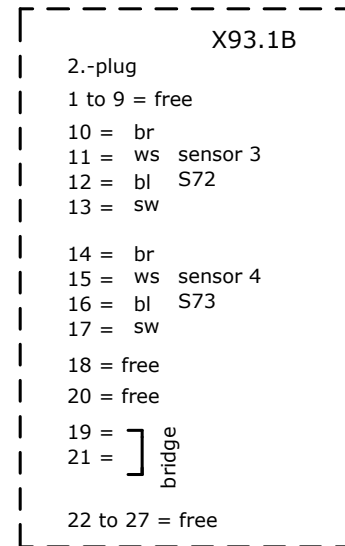 X93.1B
2.-plug
1 to 9 = free
10 = br
11 = ws sensor 3
12 = bl S72
13 = sw
14 = br
15 = ws sensor 4
16 = bl S73
17 = sw
18 = free
20 = free
19 =
21 =
bridge
22 to 27 = free